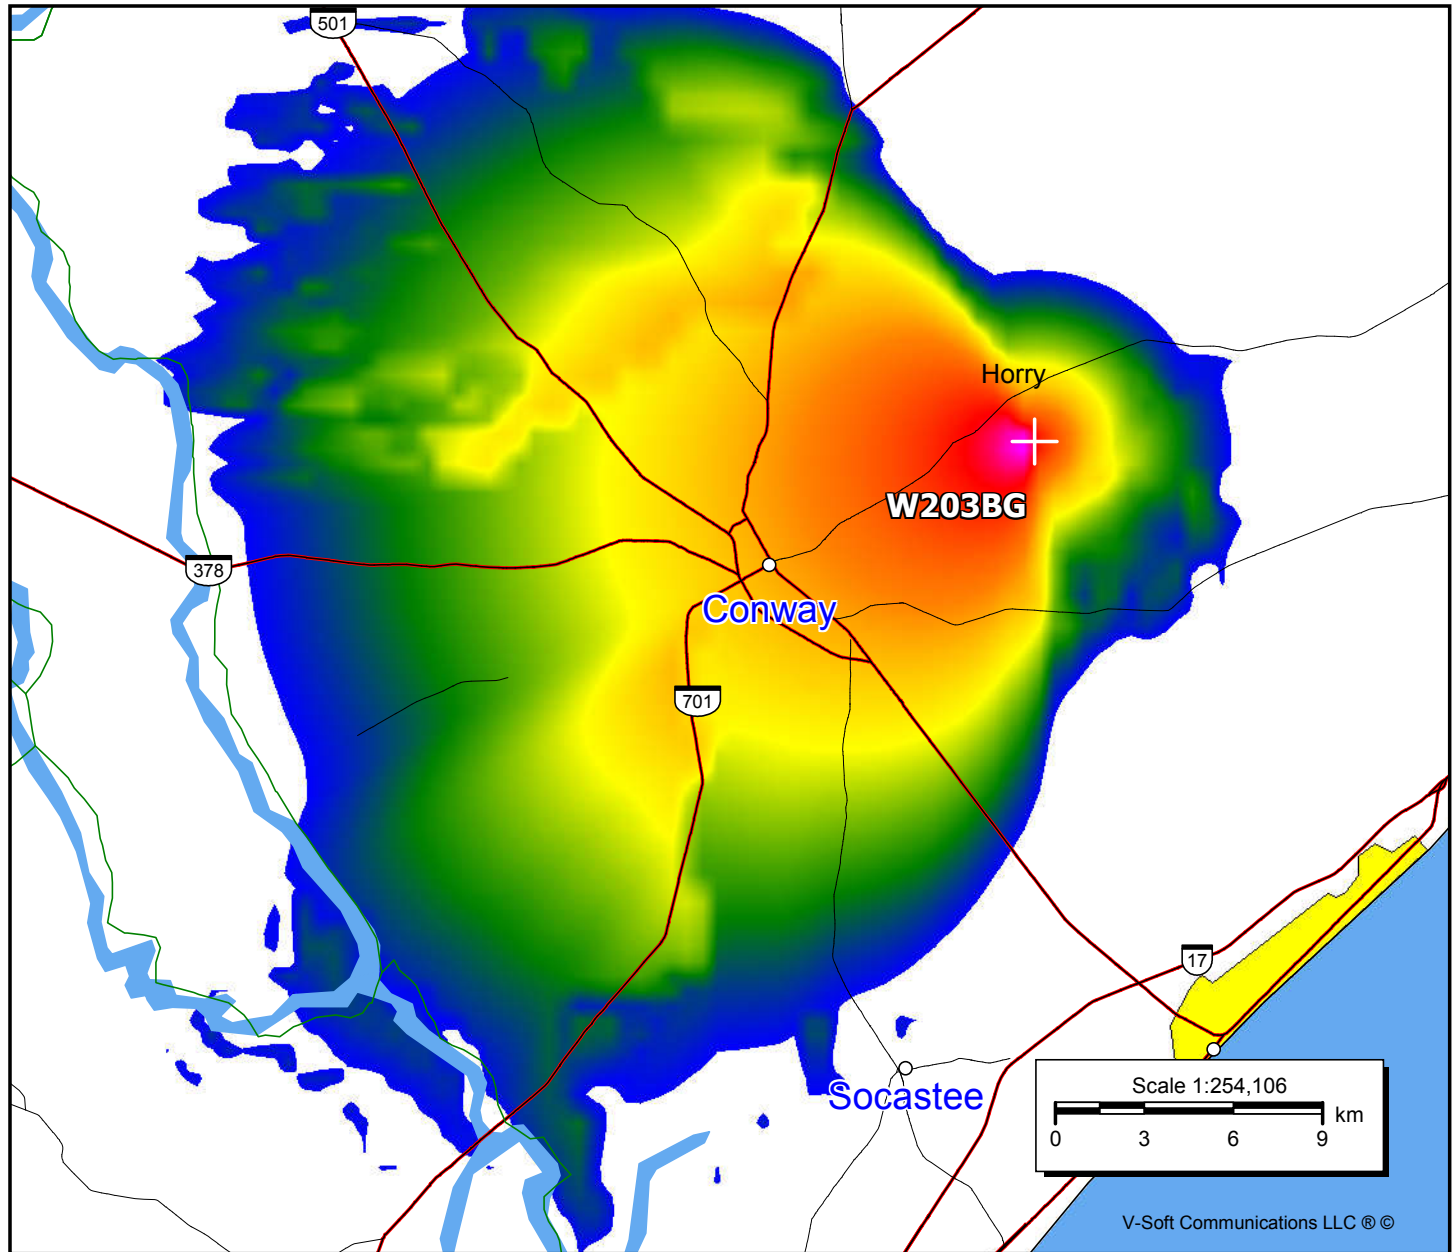 501
Horry
W203BG
378
Conway
701
17
Socastee
Scale 1:254,106
0 3 6 9 km
V-Soft Communications LLC ® ©